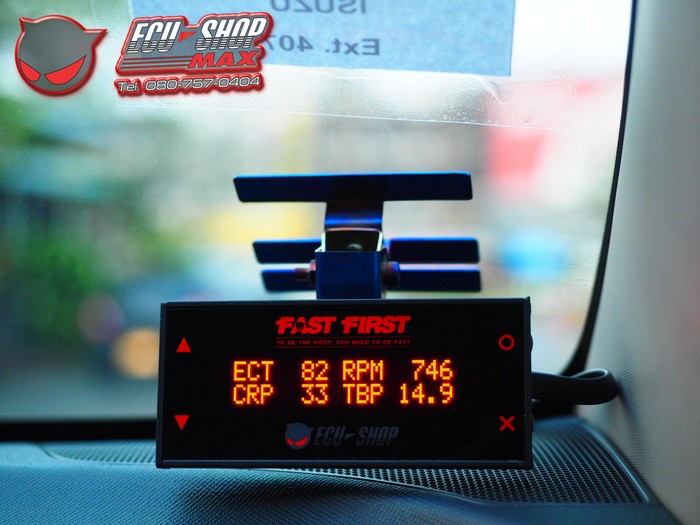 ECU-SHOP
MAX
Tel. 080-757-0404
ISUZU
Ext. 407
FAST FIRST
TO BE THE FIRST, YOU NEED TO BE FAST
ECT 82 RPM 746
CRP 33 TBP 14.9
ECU-SHOP